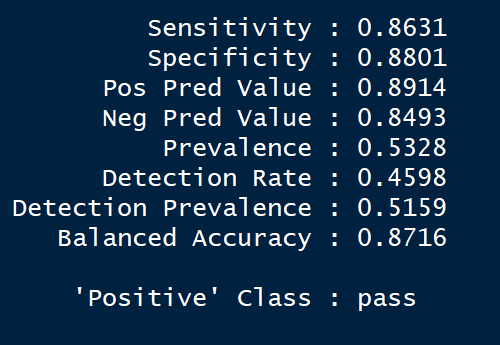 Sensitivity : 0.8631
Specificity : 0.8801
Pos Pred Value : 0.8914
Neg Pred Value : 0.8493
Prevalence : 0.5328
Detection Rate : 0.4598
Detection Prevalence : 0.5159
Balanced Accuracy : 0.8716
'Positive' Class : pass